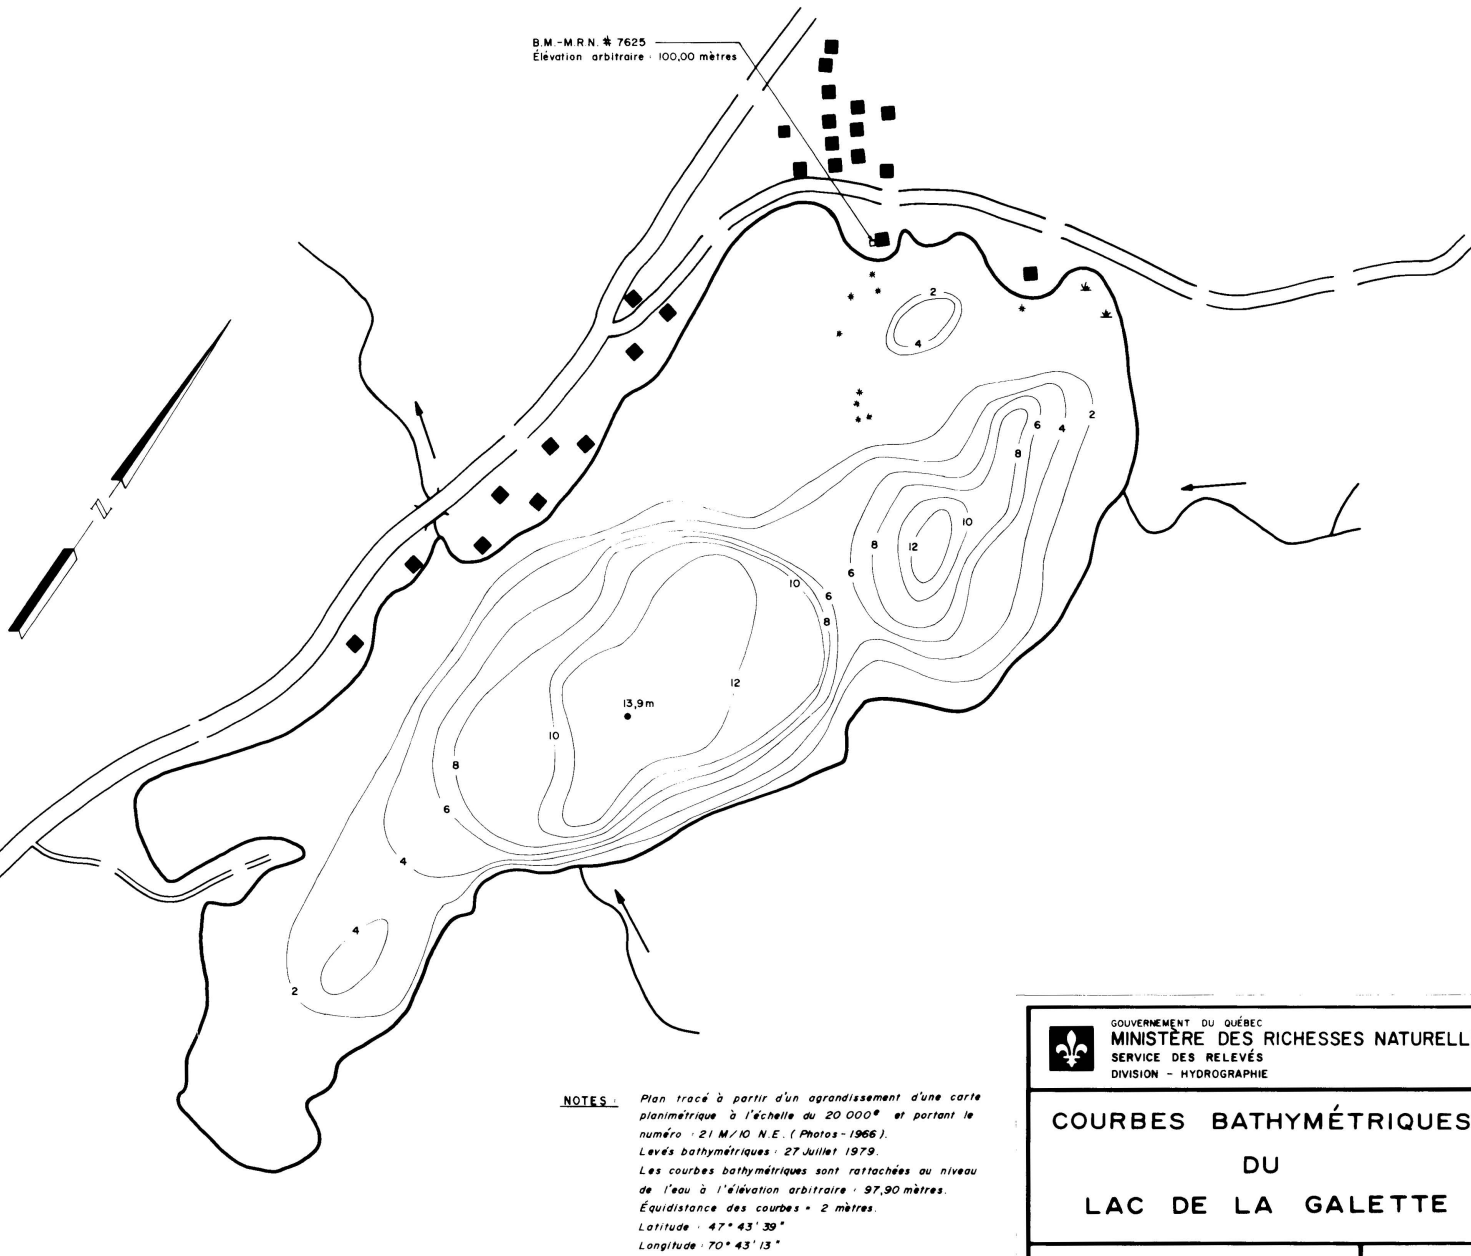 B.M.-M.R.N. # 7625
Élévation arbitraire : 100,00 mètres
2
4
2
6
4
8
10
8
12
6
10
6
8
12
13,9m
10
8
6
4
4
2
N
GOUVERNEMENT DU QUÉBEC
MINISTÈRE DES RICHESSES NATURELL
SERVICE DES RELEVÉS
DIVISION - HYDROGRAPHIE
COURBES BATHYMÉTRIQUES
DU
LAC DE LA GALETTE
NOTES : Plan tracé à partir d'un agrandissement d'une carte
planimétrique à l'échelle du 20 000e et portant le
numéro : 21 M/10 N.E. (Photos-1966).
Levés bathymétriques : 27 Juillet 1979.
Les courbes bathymétriques sont rattachées au niveau
de l'eau à l'élévation arbitraire : 97,90 mètres.
Équidistance des courbes = 2 mètres.
Latitude : 47° 43' 39"
Longitude : 70° 43' 13"